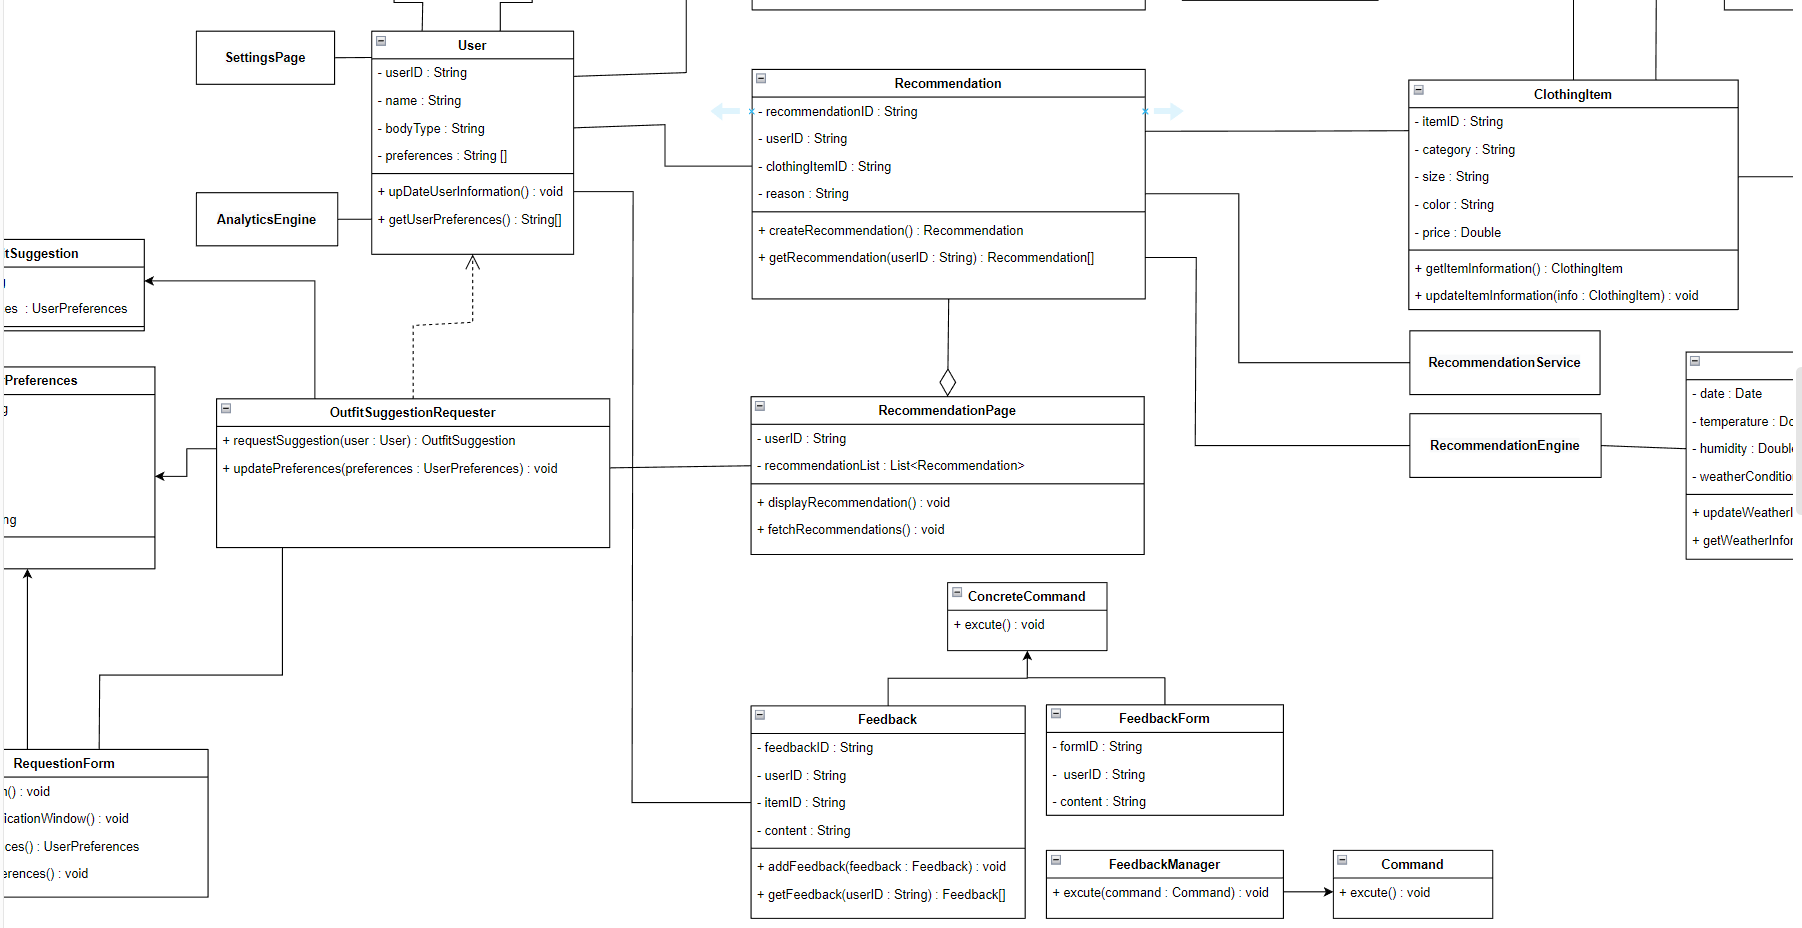 SettingsPage
User
- userID : String
- name : String
- bodyType : String
- preferences : String []
+ upDateUserInformation() : void
+ getUserPreferences() : String[]
AnalyticsEngine
Recommendation
- recommendationID : String
- userID : String
- clothingItemID : String
- reason : String
+ createRecommendation() : Recommendation
+ getRecommendation(userID : String) : Recommendation[]
ClothingItem
- itemID : String
- category : String
- size : String
- color : String
- price : Double
+ getItemInformation() : ClothingItem
+ updateItemInformation(info : ClothingItem) : void
tSuggestion
es : UserPreferences
Preferences
ng
OutfitSuggestionRequester
+ requestSuggestion(user : User) : OutfitSuggestion
+ updatePreferences(preferences : UserPreferences) : void
RecommendationPage
- userID : String
- recommendationList : List<Recommendation>
+ displayRecommendation() : void
+ fetchRecommendations() : void
RecommendationService
RecommendationEngine
- date : Date
- temperature : Do
- humidity : Doubl
- weatherConditio
+ updateWeatherI
+ getWeatherInfor
ConcreteCommand
+ excute() : void
RequestionForm
n() : void
icationWindow() : void
ces() : UserPreferences
erences() : void
Feedback
- feedbackID : String
- userID : String
- itemID : String
- content : String
+ addFeedback(feedback : Feedback) : void
+ getFeedback(userID : String) : Feedback[]
FeedbackForm
- formID : String
- userID : String
- content : String
FeedbackManager
+ excute(command : Command) : void
Command
+ excute() : void